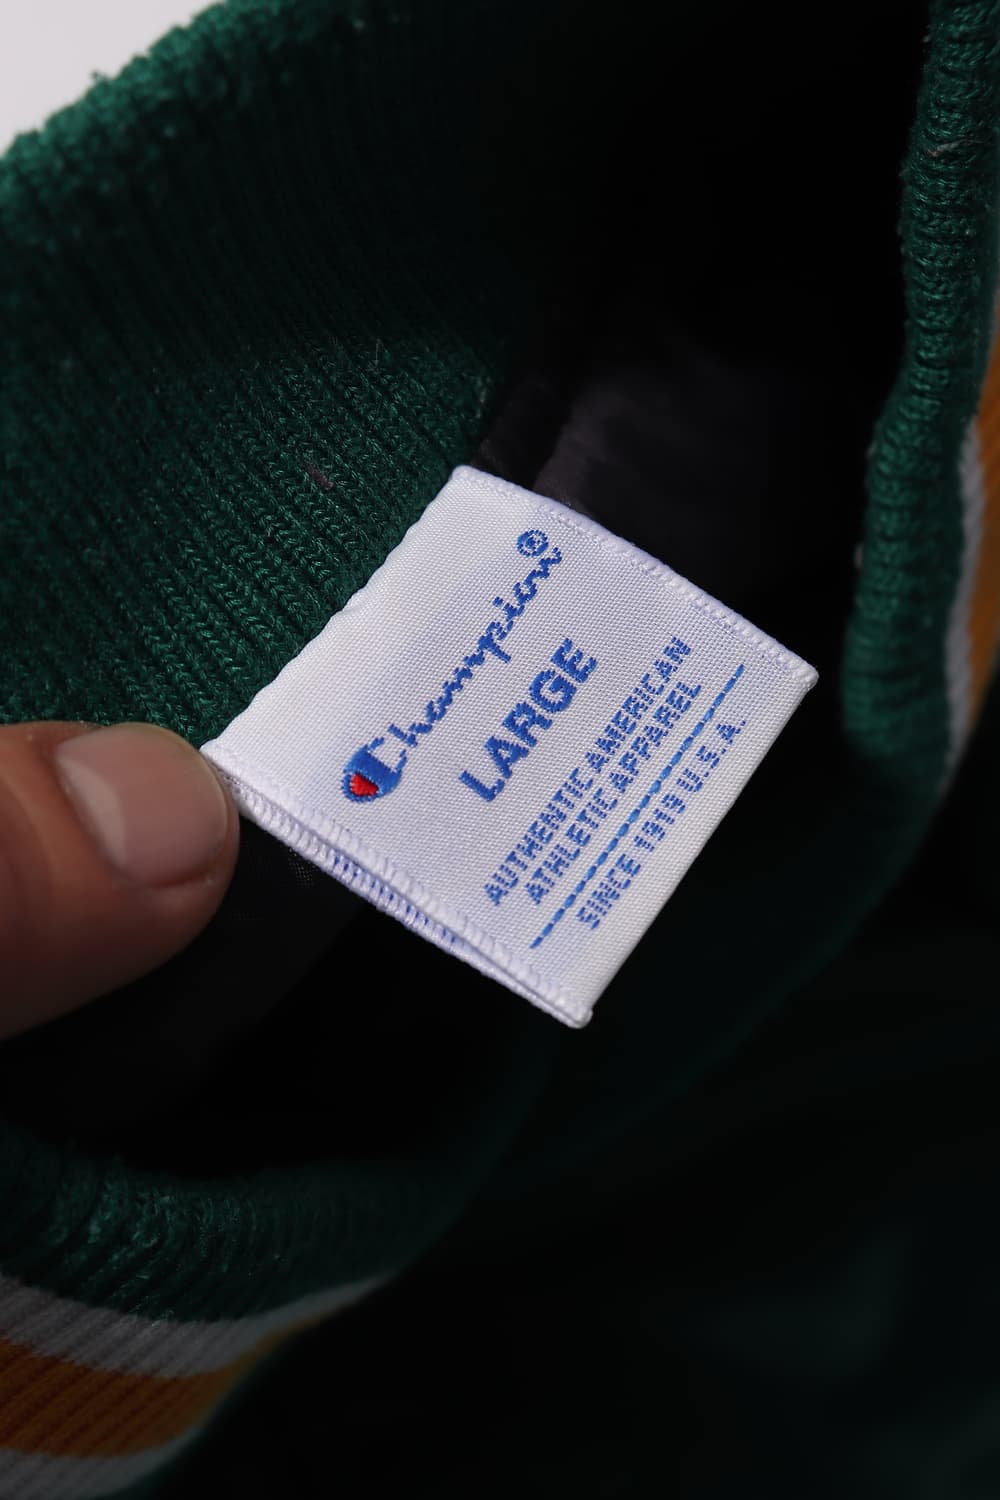 Champion®
LARGE
AUTHENTIC AMERICAN
ATHLETIC APPAREL
SINCE 1919 U.S.A.